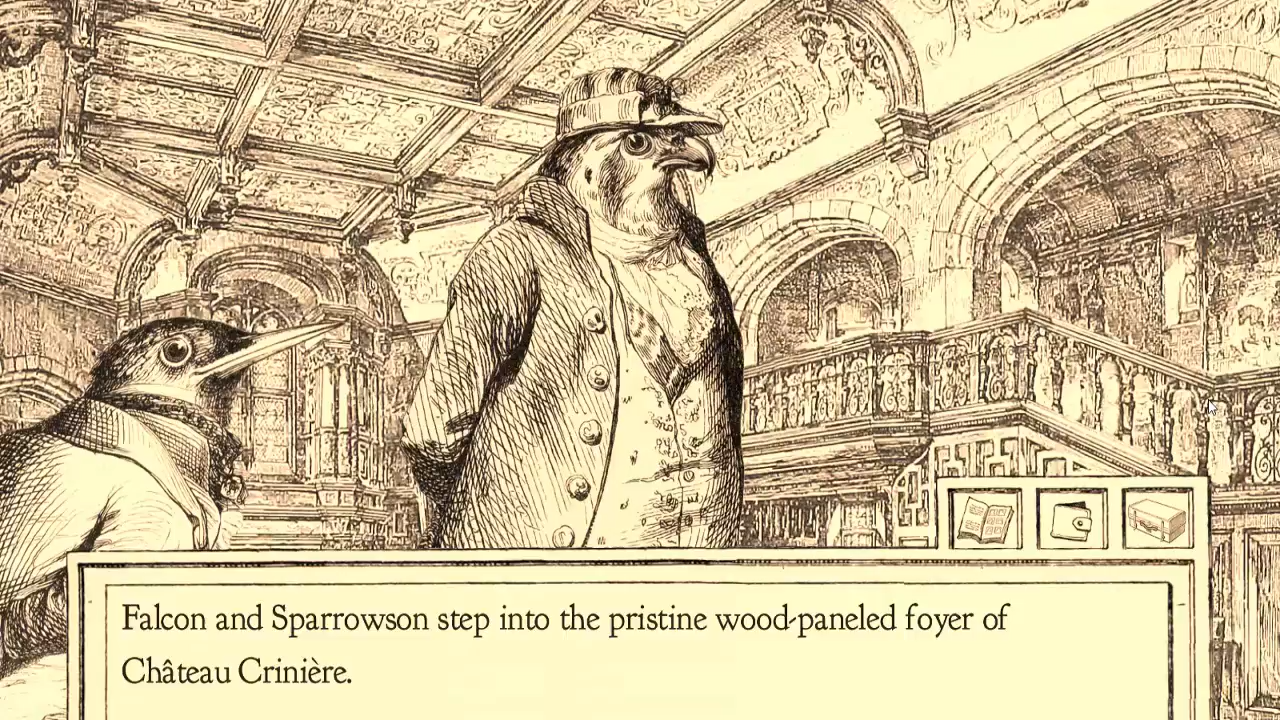 Falcon and Sparrowson step into the pristine wood-paneled foyer of
Château Crinière.